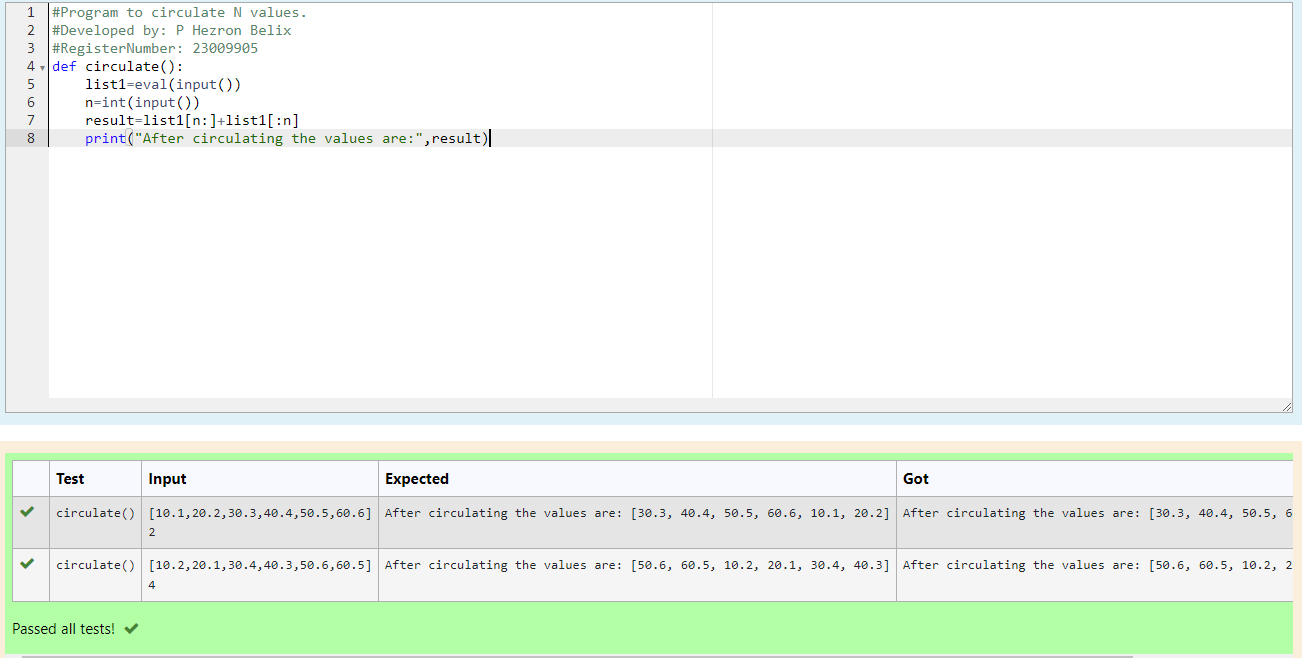 1 #Program to circulate N values.
2 #Developed by: P Hezron Belix
3 #RegisterNumber: 23009905
4 def circulate():
5     list1=eval(input())
6     n=int(input())
7     result=list1[n:]+list1[:n]
8     print("After circulating the values are:",result)
Test Input Expected Got
circulate() [10.1,20.2,30.3,40.4,50.5,60.6] After circulating the values are: [30.3, 40.4, 50.5, 60.6, 10.1, 20.2] After circulating the values are: [30.3, 40.4, 50.5, 6
2
circulate() [10.2,20.1,30.4,40.3,50.6,60.5] After circulating the values are: [50.6, 60.5, 10.2, 20.1, 30.4, 40.3] After circulating the values are: [50.6, 60.5, 10.2, 2
4
Passed all tests!